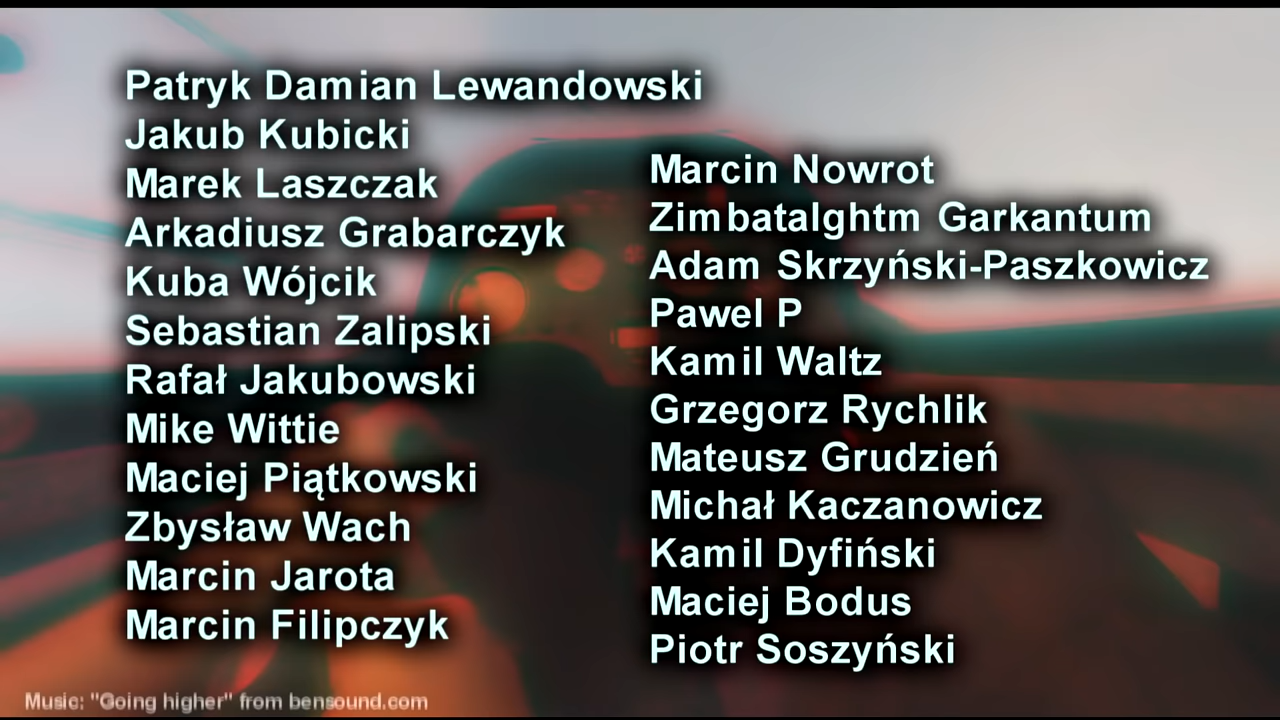 Patryk Damian Lewandowski
Jakub Kubicki
Marek Laszczak
Arkadiusz Grabarczyk
Kuba Wójcik
Sebastian Zalipski
Rafał Jakubowski
Mike Wittie
Maciej Piątkowski
Zbysław Wach
Marcin Jarota
Marcin Filipczyk
Marcin Nowrot
Zimbatalghtm Garkantum
Adam Skrzyński-Paszkowicz
Pawel P
Kamil Waltz
Grzegorz Rychlik
Mateusz Grudzień
Michał Kaczanowicz
Kamil Dyfiński
Maciej Bodus
Piotr Soszyński
Music: "Going higher" from bensound.com